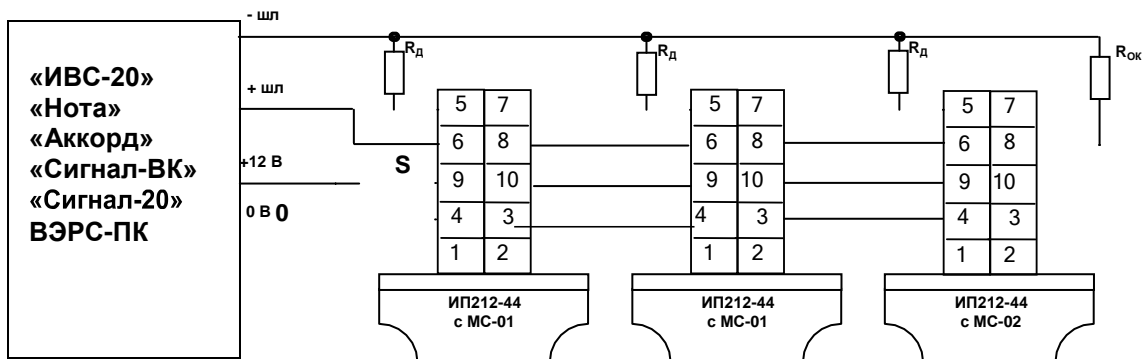 - шл
«ИВС-20»
«Нота»
«Аккорд»
«Сигнал-ВК»
«Сигнал-20»
ВЭРС-ПК
+ шл
+12 В
0 В 0
S
RД
RД
RД
RОК
5 7
6 8
9 10
4 3
1 2
5 7
6 8
9 10
4 3
1 2
5 7
6 8
9 10
4 3
1 2
ИП212-44
с МС-01
ИП212-44
с МС-01
ИП212-44
с МС-02